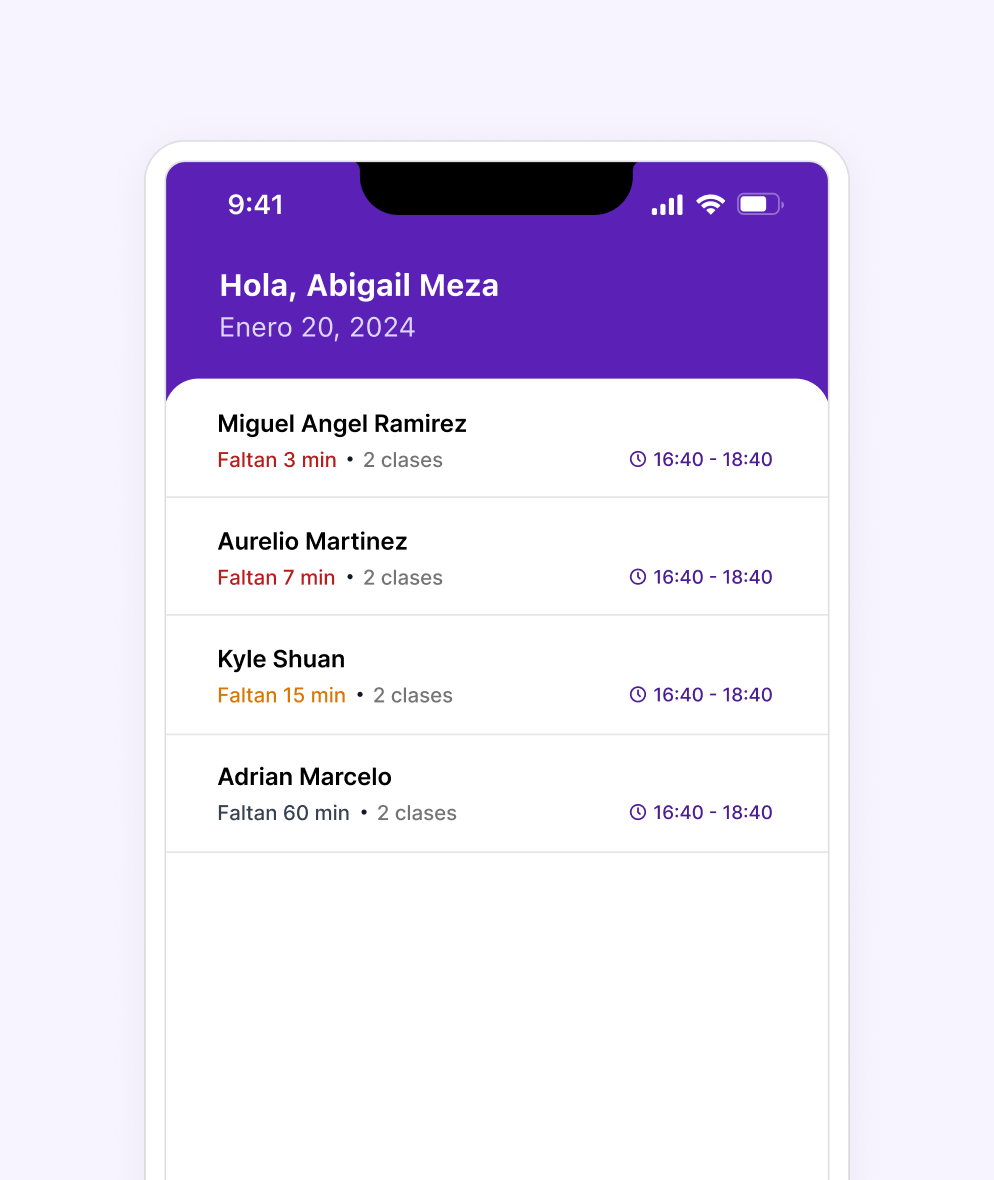 9:41
Hola, Abigail Meza
Enero 20, 2024
Miguel Angel Ramirez
Faltan 3 min • 2 clases 16:40 - 18:40
Aurelio Martinez
Faltan 7 min • 2 clases 16:40 - 18:40
Kyle Shuan
Faltan 15 min • 2 clases 16:40 - 18:40
Adrian Marcelo
Faltan 60 min • 2 clases 16:40 - 18:40